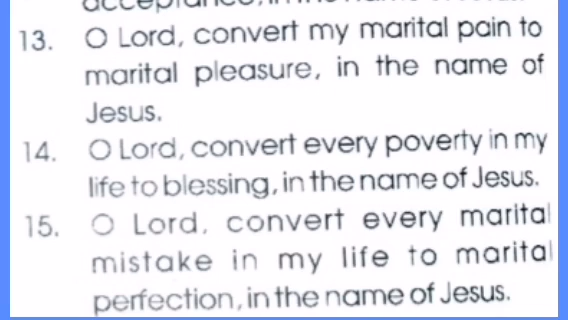 13. O Lord, convert my marital pain to
marital pleasure, in the name of
Jesus.
14. O Lord, convert every poverty in my
life to blessing, in the name of Jesus.
15. O Lord, convert every marital
mistake in my life to marital
perfection, in the name of Jesus.